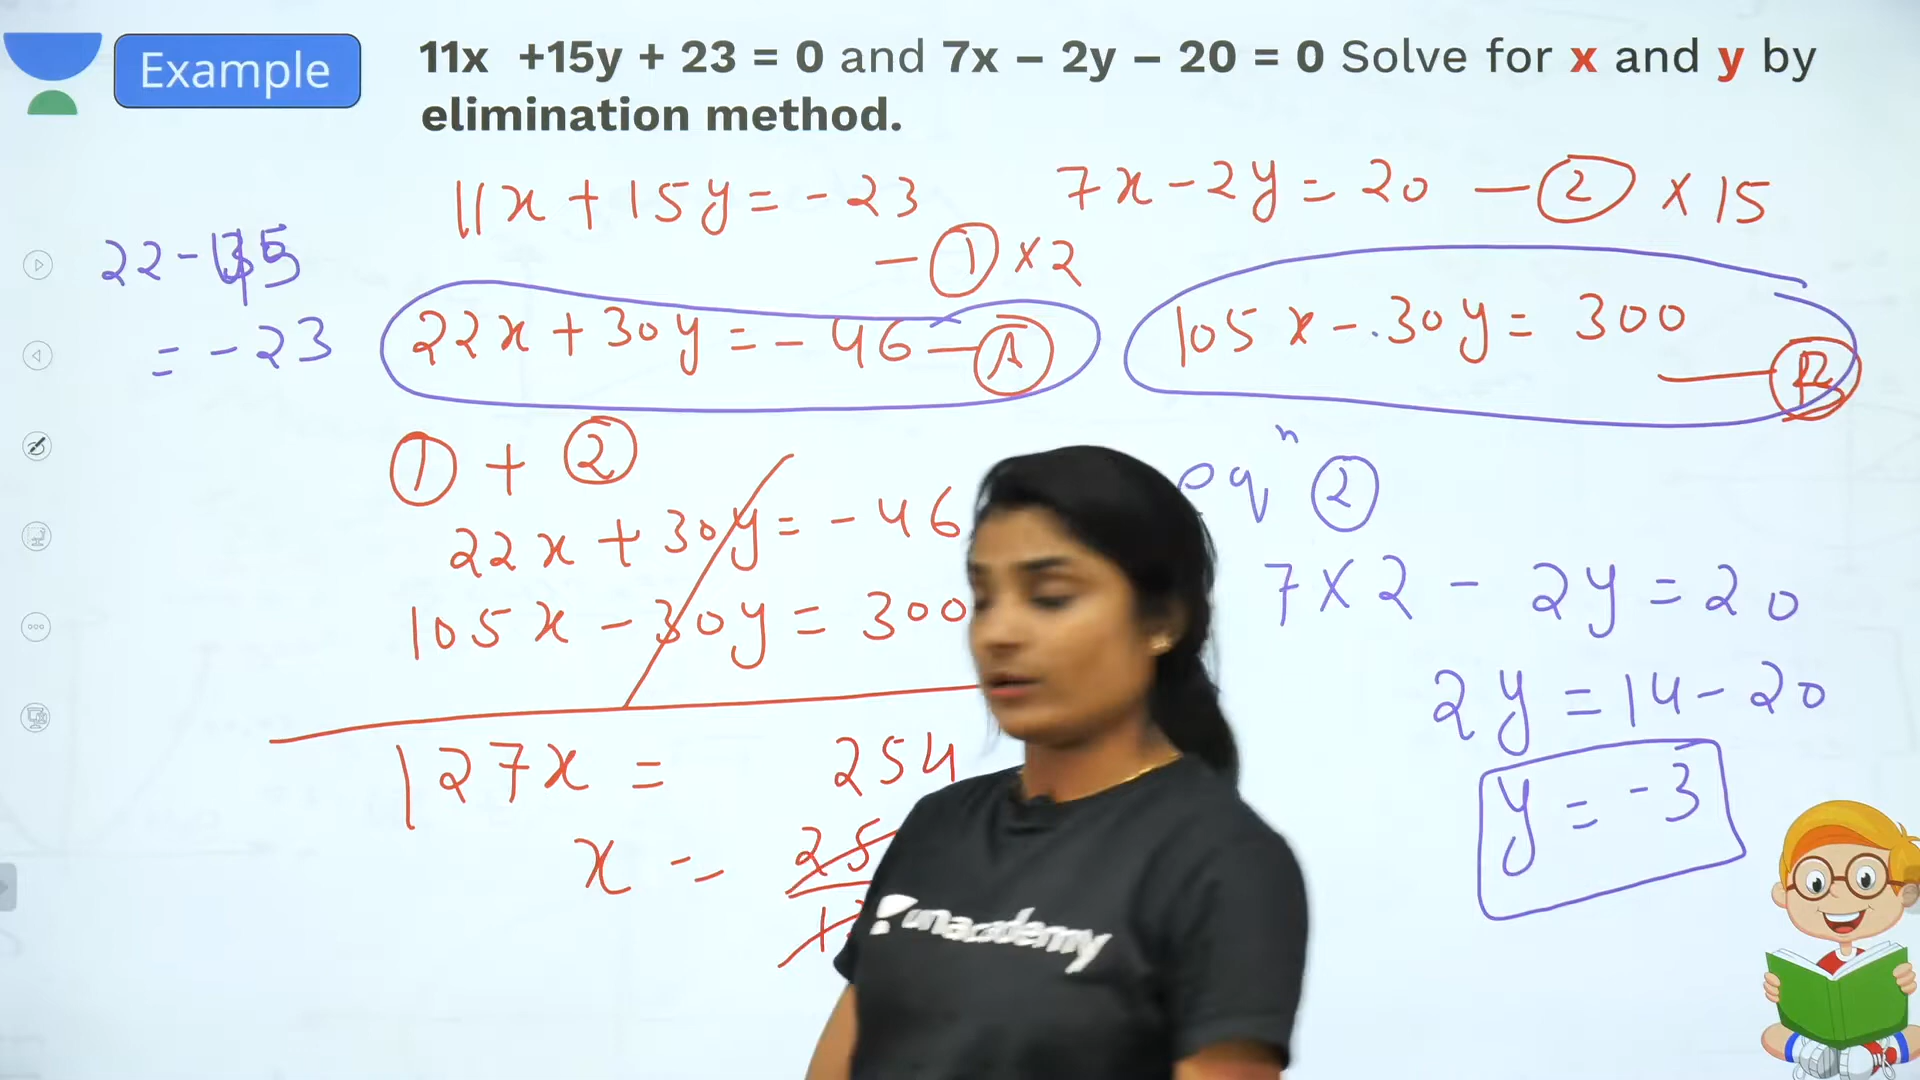 Example
11x +15y + 23 = 0 and 7x – 2y – 20 = 0 Solve for x and y by
elimination method.
11x + 15y = - 23
7x - 2y = 20 — ② × 15
— ① × 2
22 -
= - 23
22x + 30y = - 46 — Ⓐ
105x - 30y = 300
— Ⓑ
① + ②
22x + 30y = - 46
105x - 30y = 300
127x = 254
x =
eqⁿ ②
7×2 - 2y = 20
2y = 14 - 20
y = -3
unacademy